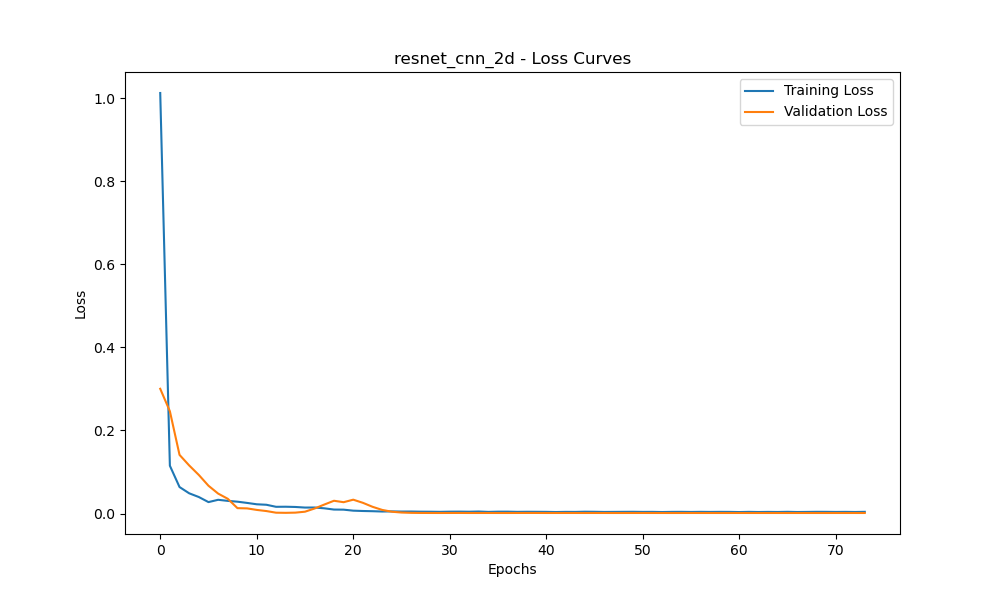 resnet_cnn_2d - Loss Curves
Training Loss
Validation Loss
1.0
0.8
0.6
0.4
0.2
0.0
Loss
0 10 20 30 40 50 60 70
Epochs